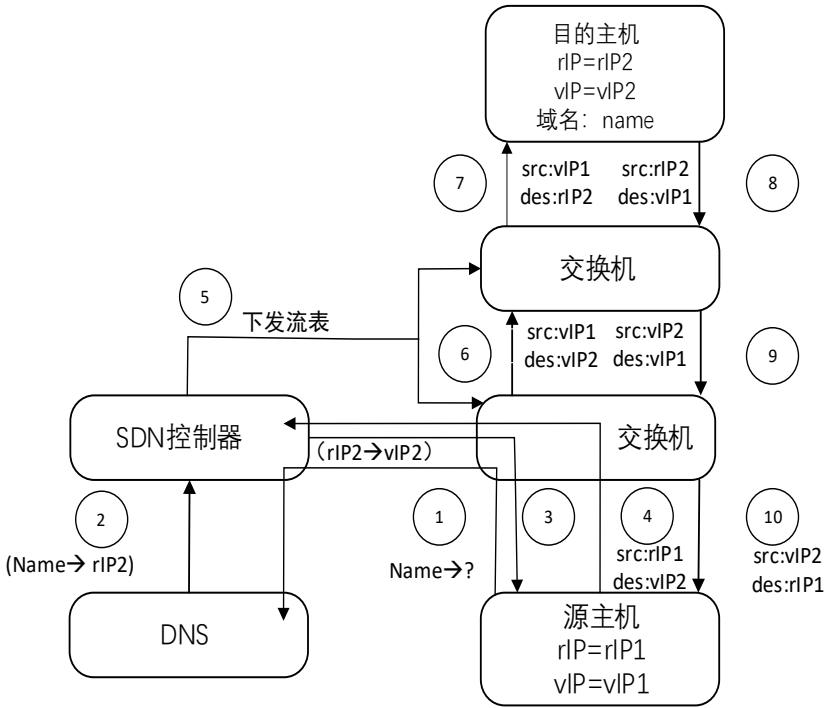 目的主机
rIP=rIP2
vIP=vIP2
域名：name
7
src:vIP1
des:rIP2
src:rIP2
des:vIP1
8
交换机
5
下发流表
6
src:vIP1
des:vIP2
src:vIP2
des:vIP1
9
SDN控制器
（rIP2→vIP2）
交换机
2
(Name→ rIP2)
1
Name→?
3
4
src:rIP1
des:vIP2
10
src:vIP2
des:rIP1
DNS
源主机
rIP=rIP1
vIP=vIP1